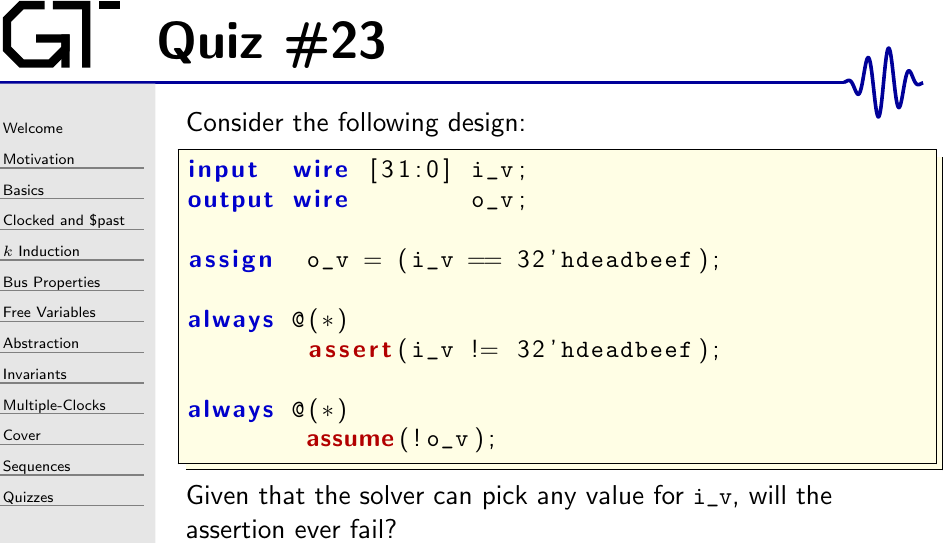 GT
Quiz #23
Welcome
Motivation
Basics
Clocked and $past
k Induction
Bus Properties
Free Variables
Abstraction
Invariants
Multiple-Clocks
Cover
Sequences
Quizzes
Consider the following design:
input wire [31:0] i_v;
output wire o_v;
assign o_v = (i_v == 32'hdeadbeef);
always @(*)
assert(i_v != 32'hdeadbeef);
always @(*)
assume(!o_v);
Given that the solver can pick any value for i_v, will the
assertion ever fail?